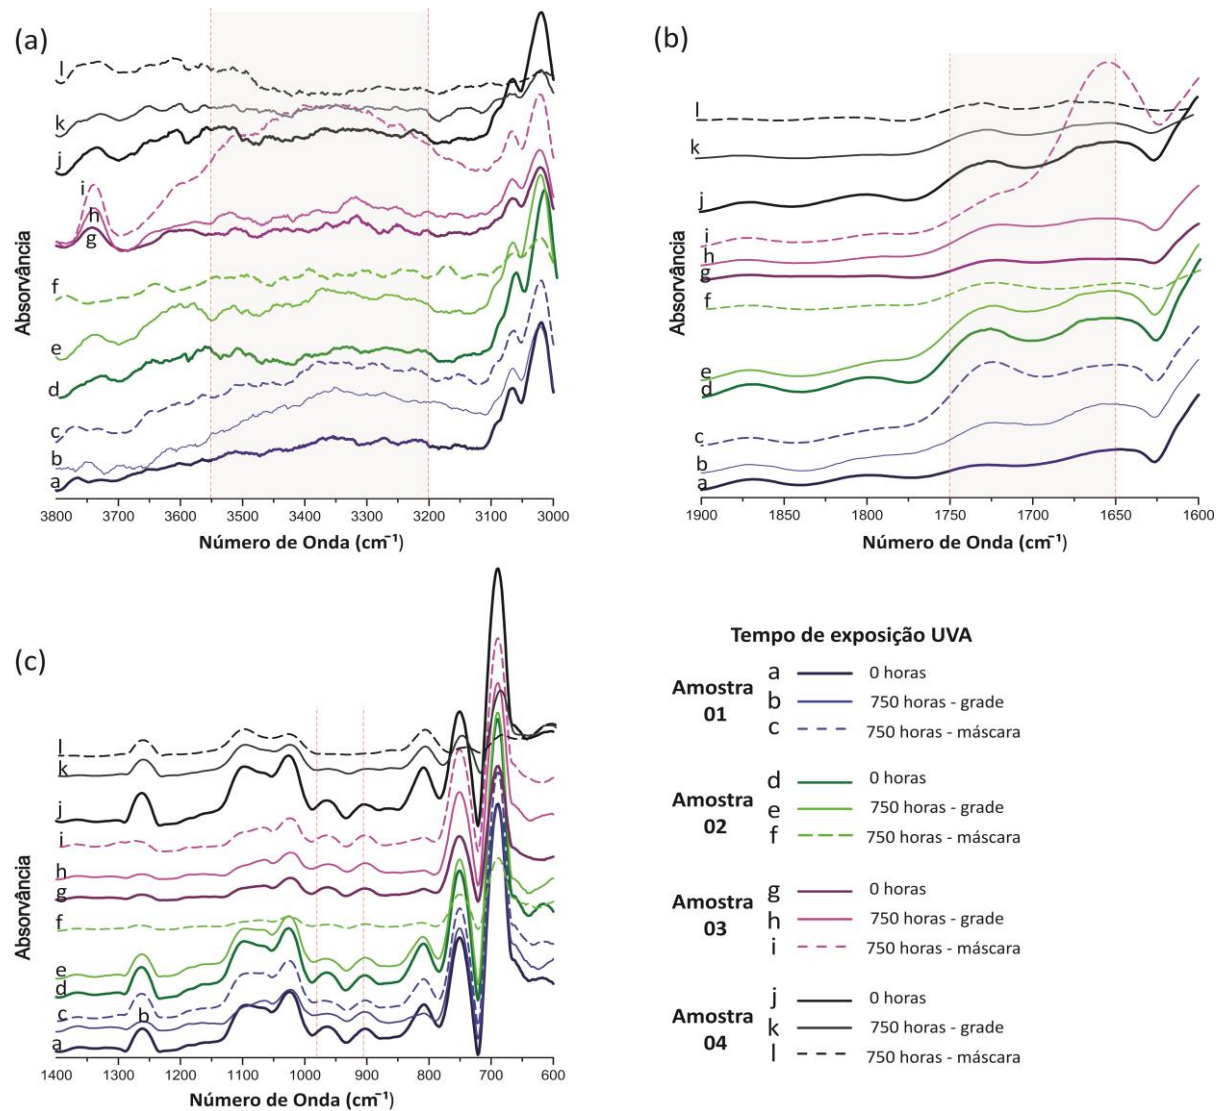 (a)
l
k
j
i
h
g
f
e
d
c
b
a
Absorvância
3800 3700 3600 3500 3400 3300 3200 3100 3000
Número de Onda (cm⁻¹)
(b)
l
k
j
i
h
g
f
e
d
c
b
a
Absorvância
1900 1850 1800 1750 1700 1650 1600
Número de Onda (cm⁻¹)
(c)
l
k
j
i
h
g
f
e
d
c b
a
Absorvância
1400 1300 1200 1100 1000 900 800 700 600
Número de Onda (cm⁻¹)
Tempo de exposição UVA
Amostra 01
a 0 horas
b 750 horas - grade
c 750 horas - máscara
Amostra 02
d 0 horas
e 750 horas - grade
f 750 horas - máscara
Amostra 03
g 0 horas
h 750 horas - grade
i 750 horas - máscara
Amostra 04
j 0 horas
k 750 horas - grade
l 750 horas - máscara